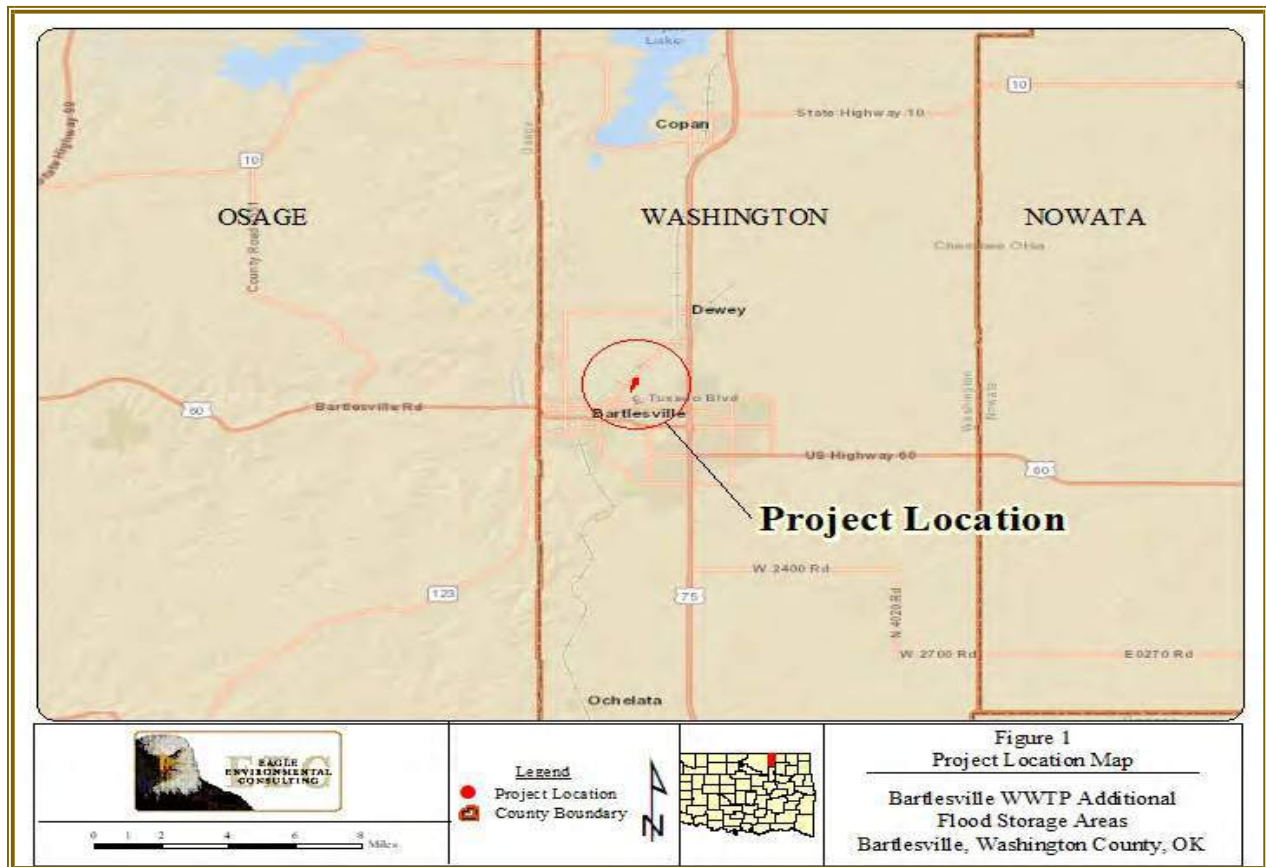 Lake
Copan
State Highway 10
10
State Highway 99
10
Osage
OSAGE
WASHINGTON
NOWATA
County Road
Dewey
Washington
Nowata
60
Bartlesville Rd
Tuxedo Blvd
Bartlesville
US Highway 60
60
Project Location
W 2400 Rd
123
75
N 4020 Rd
W 2700 Rd
E 0270 Rd
Ochelata
EAGLE
ENVIRONMENTAL
CONSULTING
0 1 2 4 6 8
Miles
Legend
Project Location
County Boundary
N
Figure 1
Project Location Map
Bartlesville WWTP Additional
Flood Storage Areas
Bartlesville, Washington County, OK